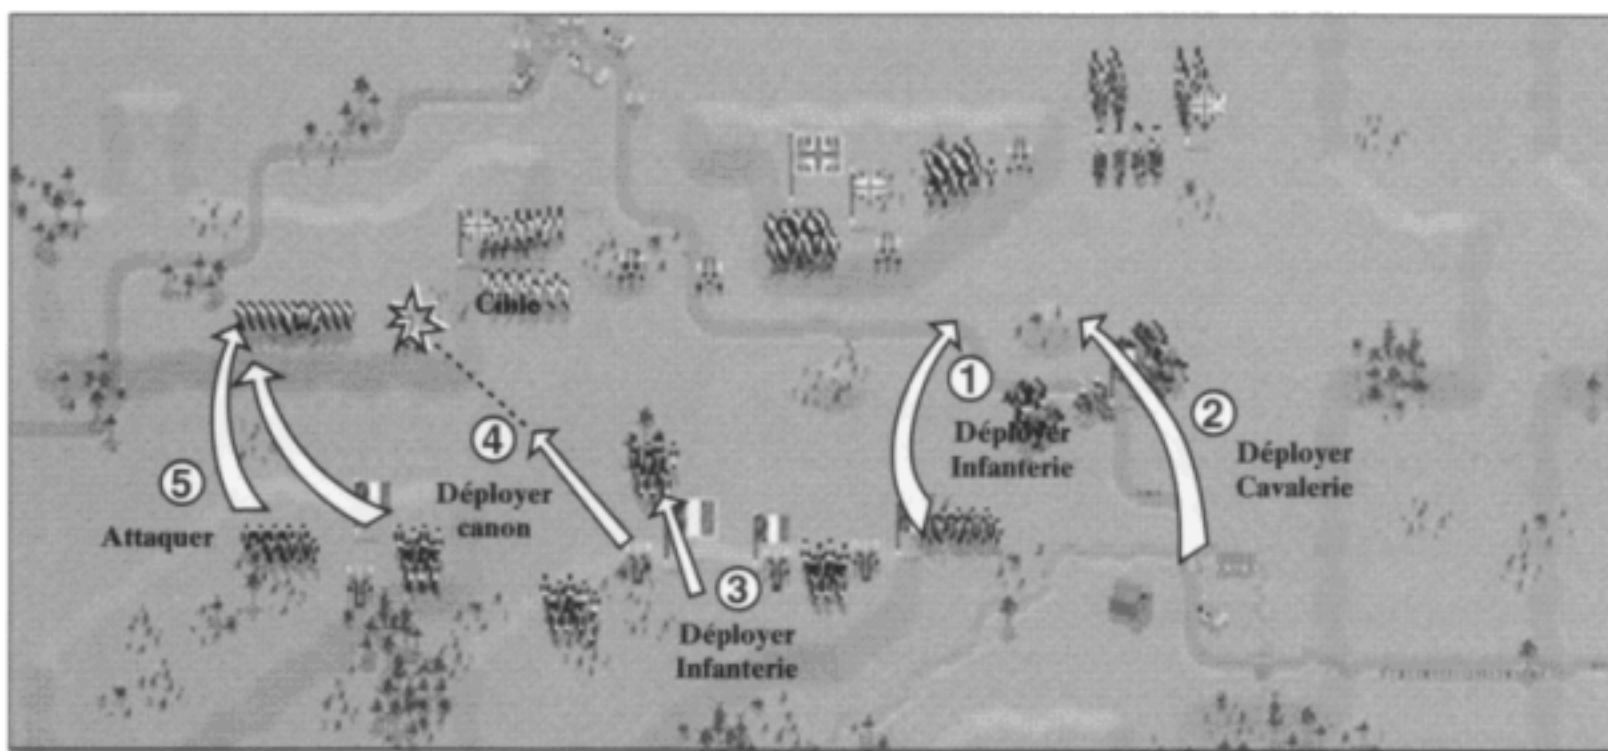 Cible
1
Déployer
Infanterie
2
Déployer
Cavalerie
4
Déployer
canon
5
Attaquer
3
Déployer
Infanterie